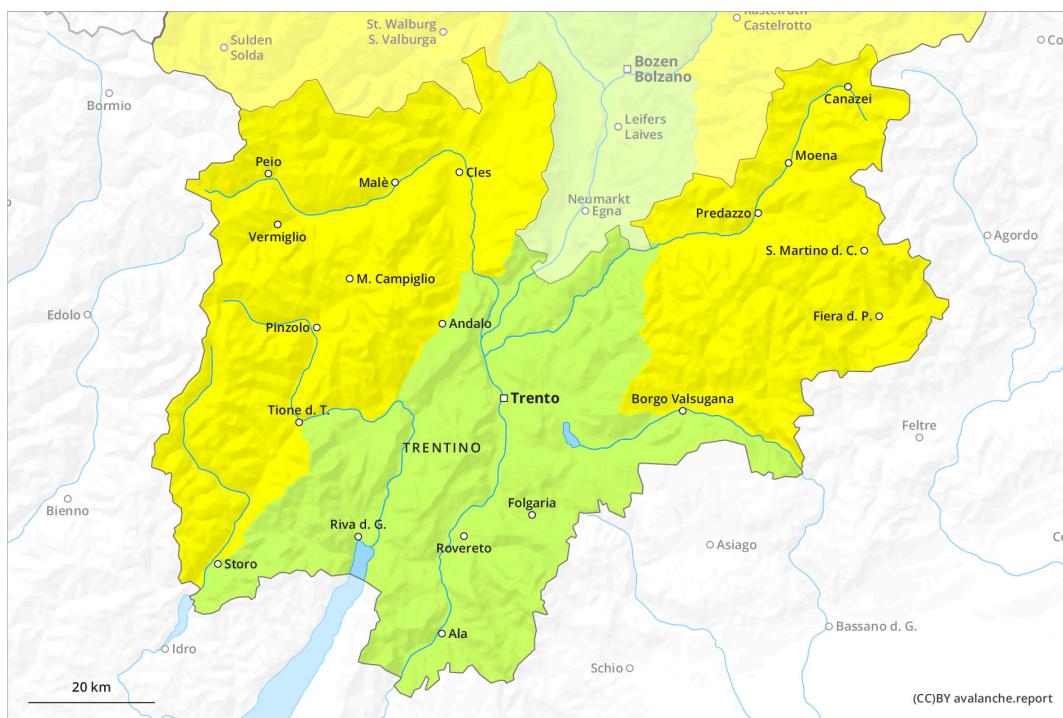 St. Walburg
S. Valburga
Kastelruth
Castelrotto
Sulden
Solda
Bozen
Bolzano
Bormio
Canazei
Leifers
Laives
Peio
Malè
Cles
Moena
Neumarkt
Egna
Predazzo
Vermiglio
S. Martino d. C.
Agordo
M. Campiglio
Edolo
Pinzolo
Andalo
Fiera d. P.
Trento
Borgo Valsugana
Tione d. T.
Feltre
TRENTINO
Bienno
Folgaria
Riva d. G.
Rovereto
Asiago
Storo
Ala
Bassano d. G.
Idro
Schio
20 km
(CC)BY avalanche.report